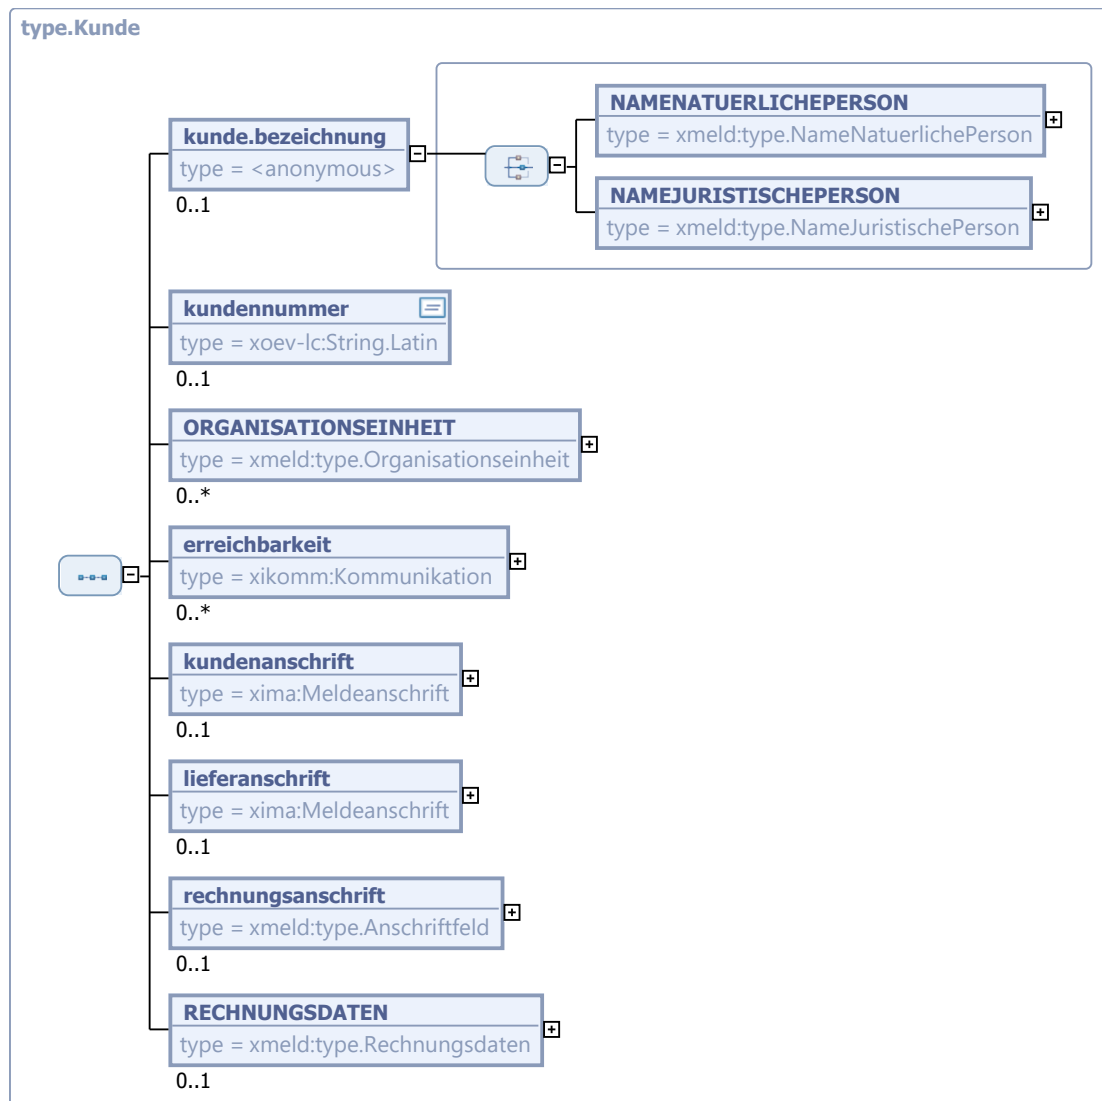 type.Kunde
kunde.bezeichnung
type = <anonymous>
0..1
NAMENATUERLICHEPERSON
type = xmeld:type.NameNatuerlichePerson
NAMEJURISTISCHEPERSON
type = xmeld:type.NameJuristischePerson
kundennummer
type = xoev-lc:String.Latin
0..1
ORGANISATIONSEINHEIT
type = xmeld:type.Organisationseinheit
0..*
erreichbarkeit
type = xikomm:Kommunikation
0..*
kundenanschrift
type = xima:Meldeanschrift
0..1
lieferanschrift
type = xima:Meldeanschrift
0..1
rechnungsanschrift
type = xmeld:type.Anschriftfeld
0..1
RECHNUNGSDATEN
type = xmeld:type.Rechnungsdaten
0..1